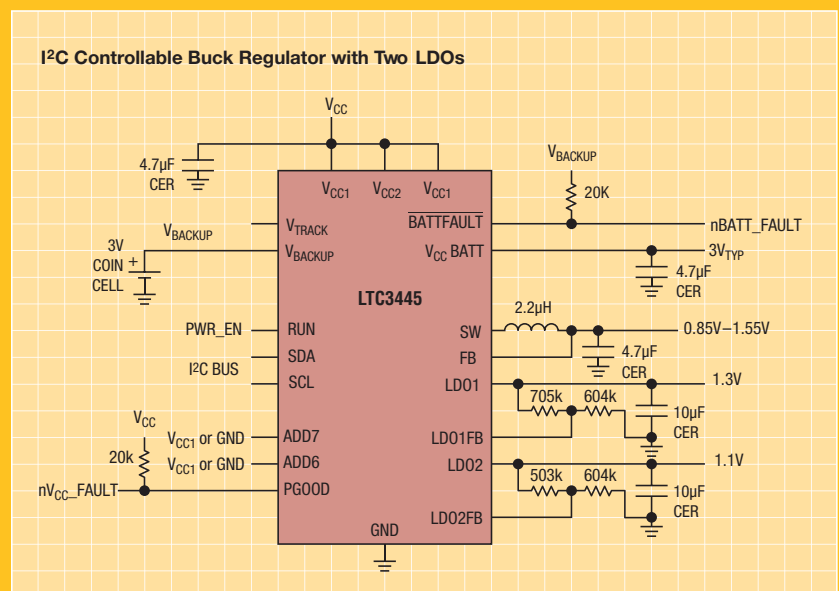 I²C Controllable Buck Regulator with Two LDOs
VCC
4.7µF
CER
VCC1 VCC2 VCC1
VBACKUP
20K
VTRACK
BATTFAULT
nBATT_FAULT
VBACKUP
VBACKUP
VCC BATT
3VTYP
3V
COIN
CELL
+
4.7µF
CER
LTC3445
2.2µH
PWR_EN
RUN
SW
0.85V–1.55V
SDA
FB
4.7µF
CER
I²C BUS
SCL
LDO1
1.3V
705k 604k
10µF
CER
VCC
20k
VCC1 or GND
ADD7
LDO1FB
VCC1 or GND
ADD6
LDO2
1.1V
503k 604k
10µF
CER
nVCC_FAULT
PGOOD
LDO2FB
GND